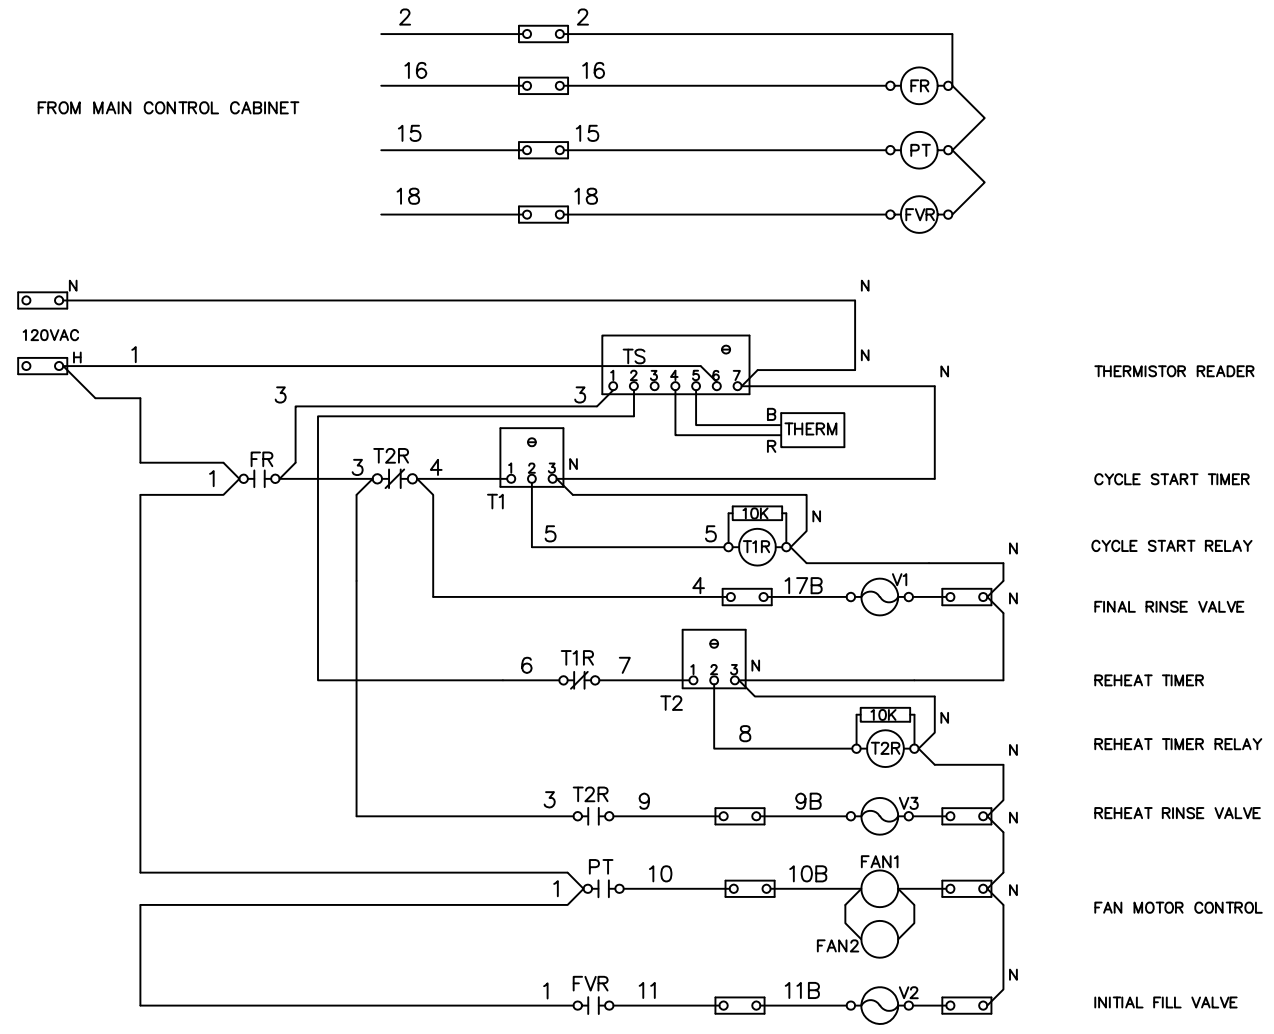 2 2
16 16 FR
FROM MAIN CONTROL CABINET
15 15 PT
18 18 FVR
N N
120VAC
H 1 TS N N
THERMISTOR READER
1 2 3 4 5 6 7
3 3
B
THERM
R
FR T2R
1 3 4 1 2 3 N
CYCLE START TIMER
T1
10K N
5 5 T1R N
CYCLE START RELAY
4 17B V1 N
FINAL RINSE VALVE
6 T1R 7 1 2 3 N
REHEAT TIMER
T2
10K N
8 T2R N
REHEAT TIMER RELAY
3 T2R 9 9B V3 N
REHEAT RINSE VALVE
PT FAN1
1 10 10B N
FAN MOTOR CONTROL
FAN2
N
FVR
1 11 11B V2
INITIAL FILL VALVE